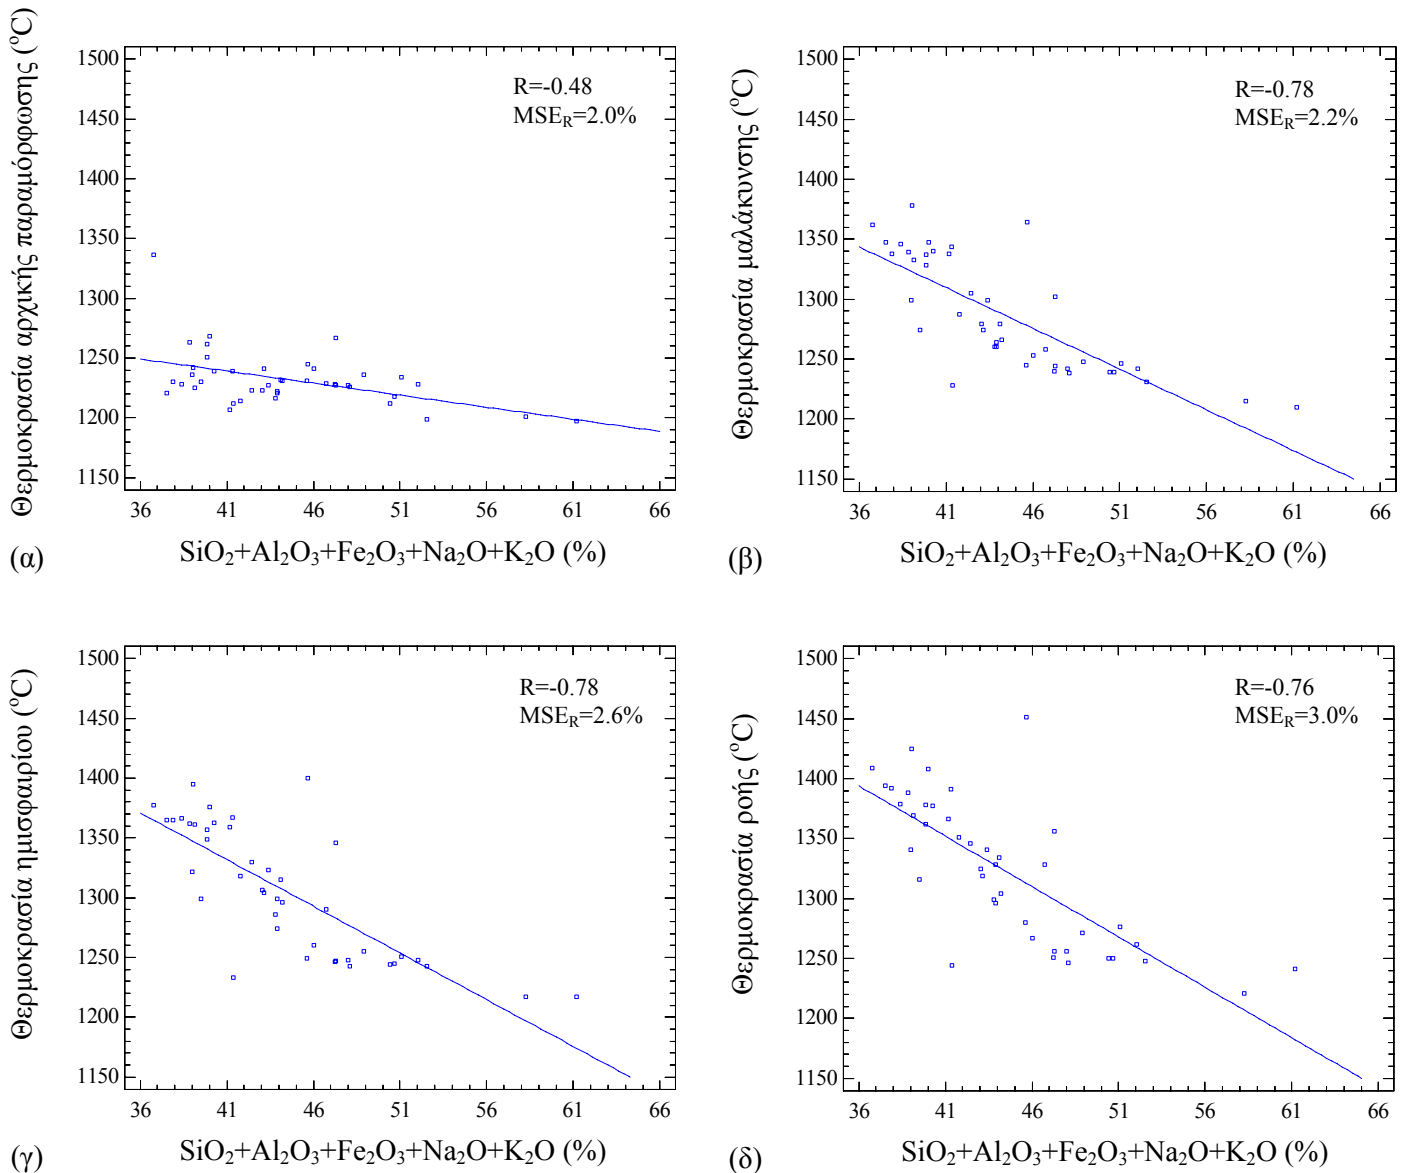 Θερμοκρασία αρχικής παραμόρφωσης (°C)
1500
1450
1400
1350
1300
1250
1200
1150
R=-0.48
MSE_R=2.0%
36 41 46 51 56 61 66
(α) SiO₂+Al₂O₃+Fe₂O₃+Na₂O+K₂O (%)
Θερμοκρασία μαλάκυνσης (°C)
1500
1450
1400
1350
1300
1250
1200
1150
R=-0.78
MSE_R=2.2%
36 41 46 51 56 61 66
(β) SiO₂+Al₂O₃+Fe₂O₃+Na₂O+K₂O (%)
Θερμοκρασία ημισφαιρίου (°C)
1500
1450
1400
1350
1300
1250
1200
1150
R=-0.78
MSE_R=2.6%
36 41 46 51 56 61 66
(γ) SiO₂+Al₂O₃+Fe₂O₃+Na₂O+K₂O (%)
Θερμοκρασία ροής (°C)
1500
1450
1400
1350
1300
1250
1200
1150
R=-0.76
MSE_R=3.0%
36 41 46 51 56 61 66
(δ) SiO₂+Al₂O₃+Fe₂O₃+Na₂O+K₂O (%)